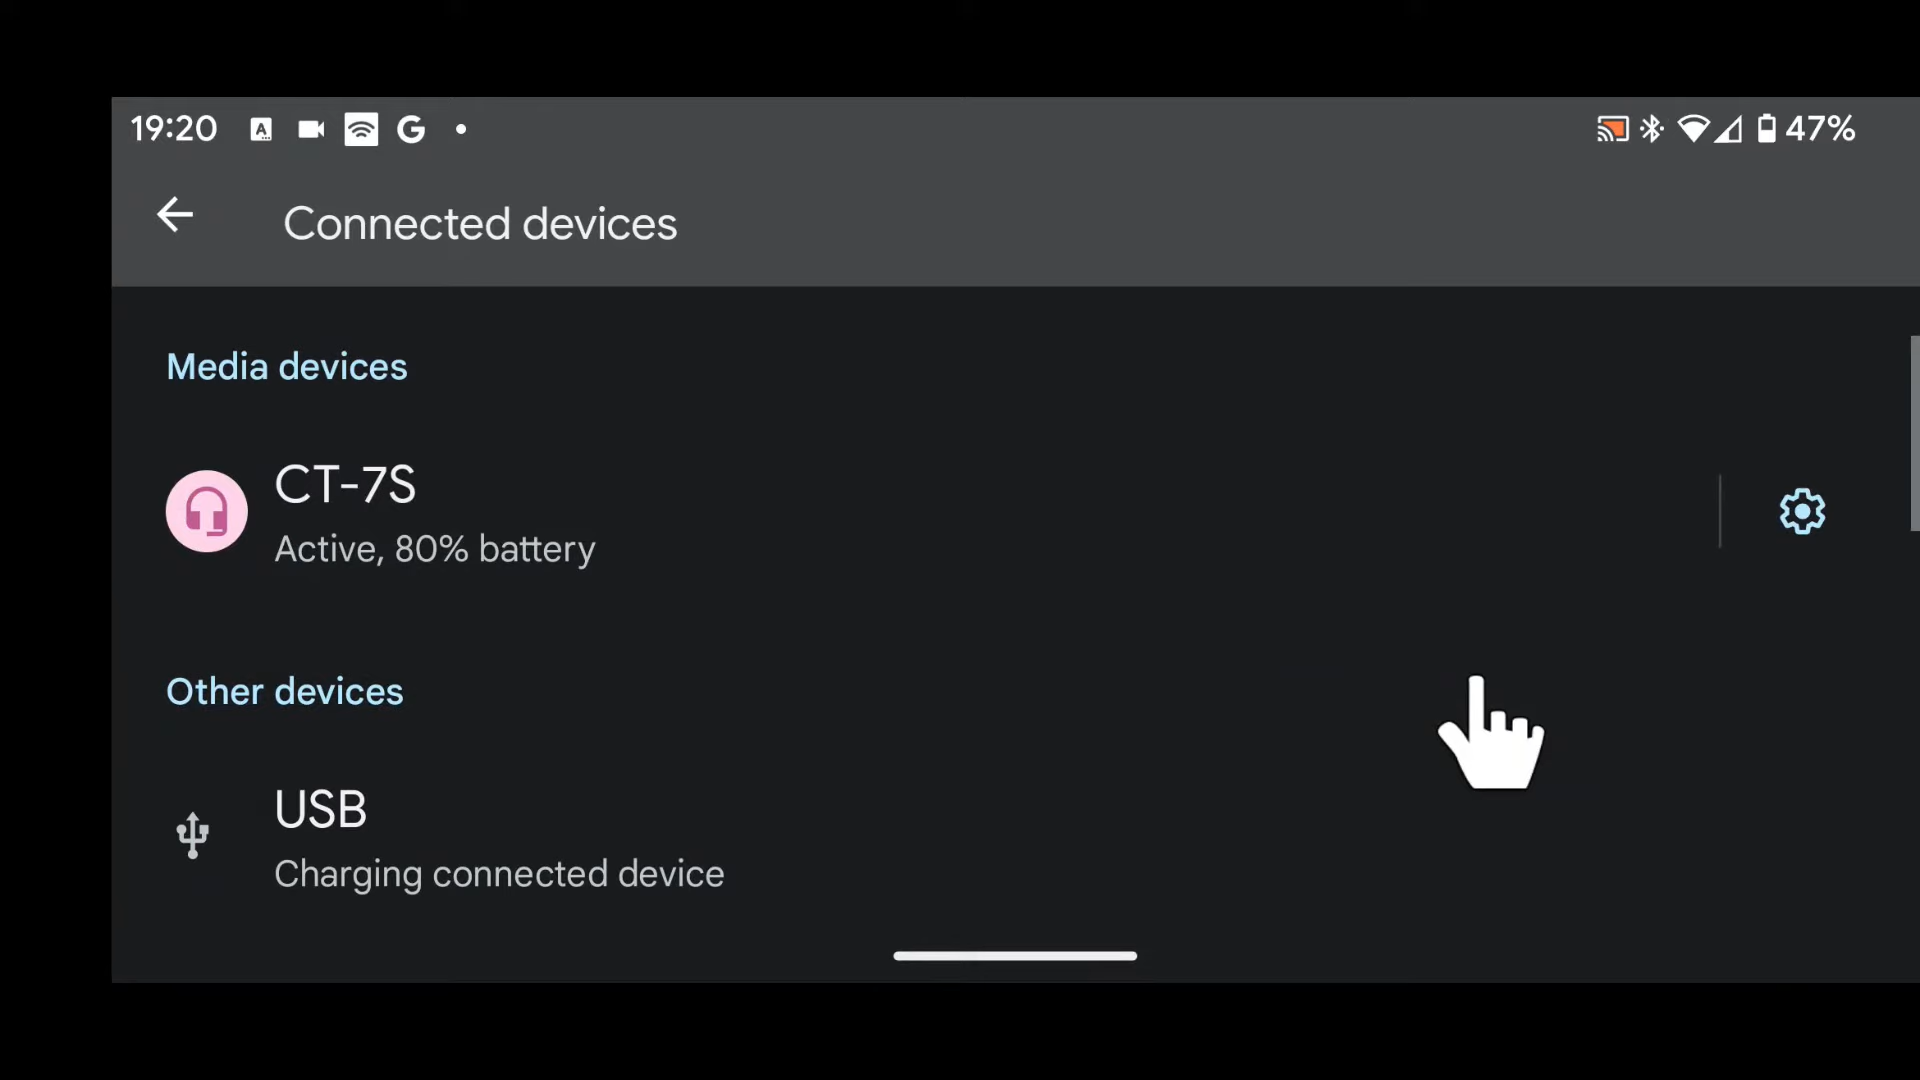 19:20 A G 47%
Connected devices
Media devices
CT-7S
Active, 80% battery
Other devices
USB
Charging connected device